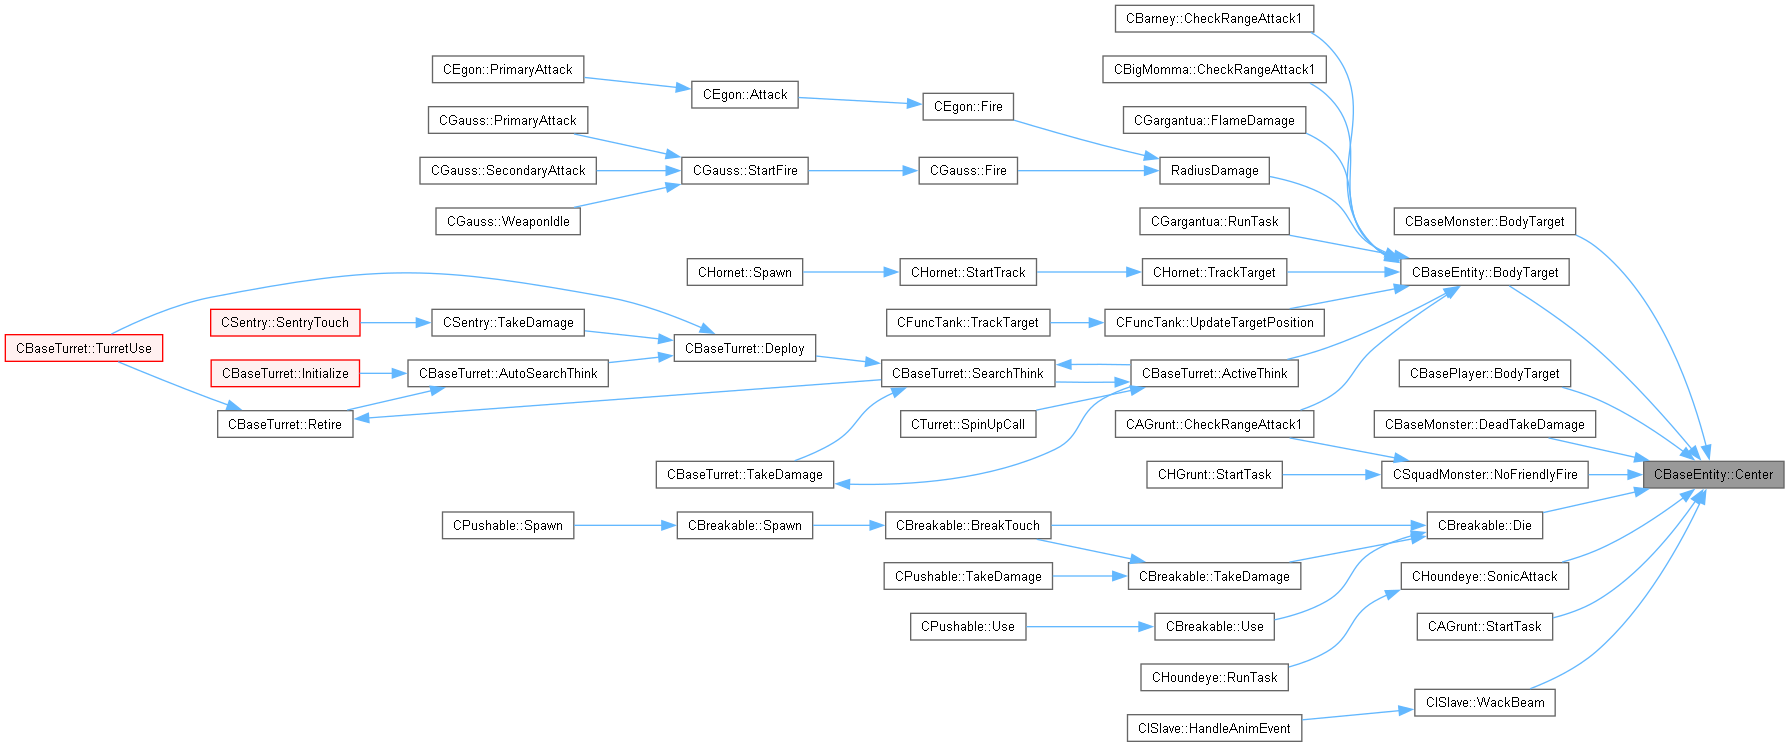 CBarney::CheckRangeAttack1
CEgon::PrimaryAttack
CBigMomma::CheckRangeAttack1
CEgon::Attack
CEgon::Fire
CGauss::PrimaryAttack
CGargantua::FlameDamage
CGauss::SecondaryAttack
CGauss::StartFire
CGauss::Fire
RadiusDamage
CGauss::WeaponIdle
CGargantua::RunTask
CBaseMonster::BodyTarget
CHornet::Spawn
CHornet::StartTrack
CHornet::TrackTarget
CBaseEntity::BodyTarget
CSentry::SentryTouch
CSentry::TakeDamage
CFuncTank::TrackTarget
CFuncTank::UpdateTargetPosition
CBaseTurret::TurretUse
CBaseTurret::Deploy
CBaseTurret::Initialize
CBaseTurret::AutoSearchThink
CBaseTurret::SearchThink
CBaseTurret::ActiveThink
CBasePlayer::BodyTarget
CBaseTurret::Retire
CTurret::SpinUpCall
CAGrunt::CheckRangeAttack1
CBaseMonster::DeadTakeDamage
CBaseTurret::TakeDamage
CHGrunt::StartTask
CSquadMonster::NoFriendlyFire
CBaseEntity::Center
CPushable::Spawn
CBreakable::Spawn
CBreakable::BreakTouch
CBreakable::Die
CPushable::TakeDamage
CBreakable::TakeDamage
CHoundeye::SonicAttack
CPushable::Use
CBreakable::Use
CAGrunt::StartTask
CHoundeye::RunTask
CISlave::WackBeam
CISlave::HandleAnimEvent